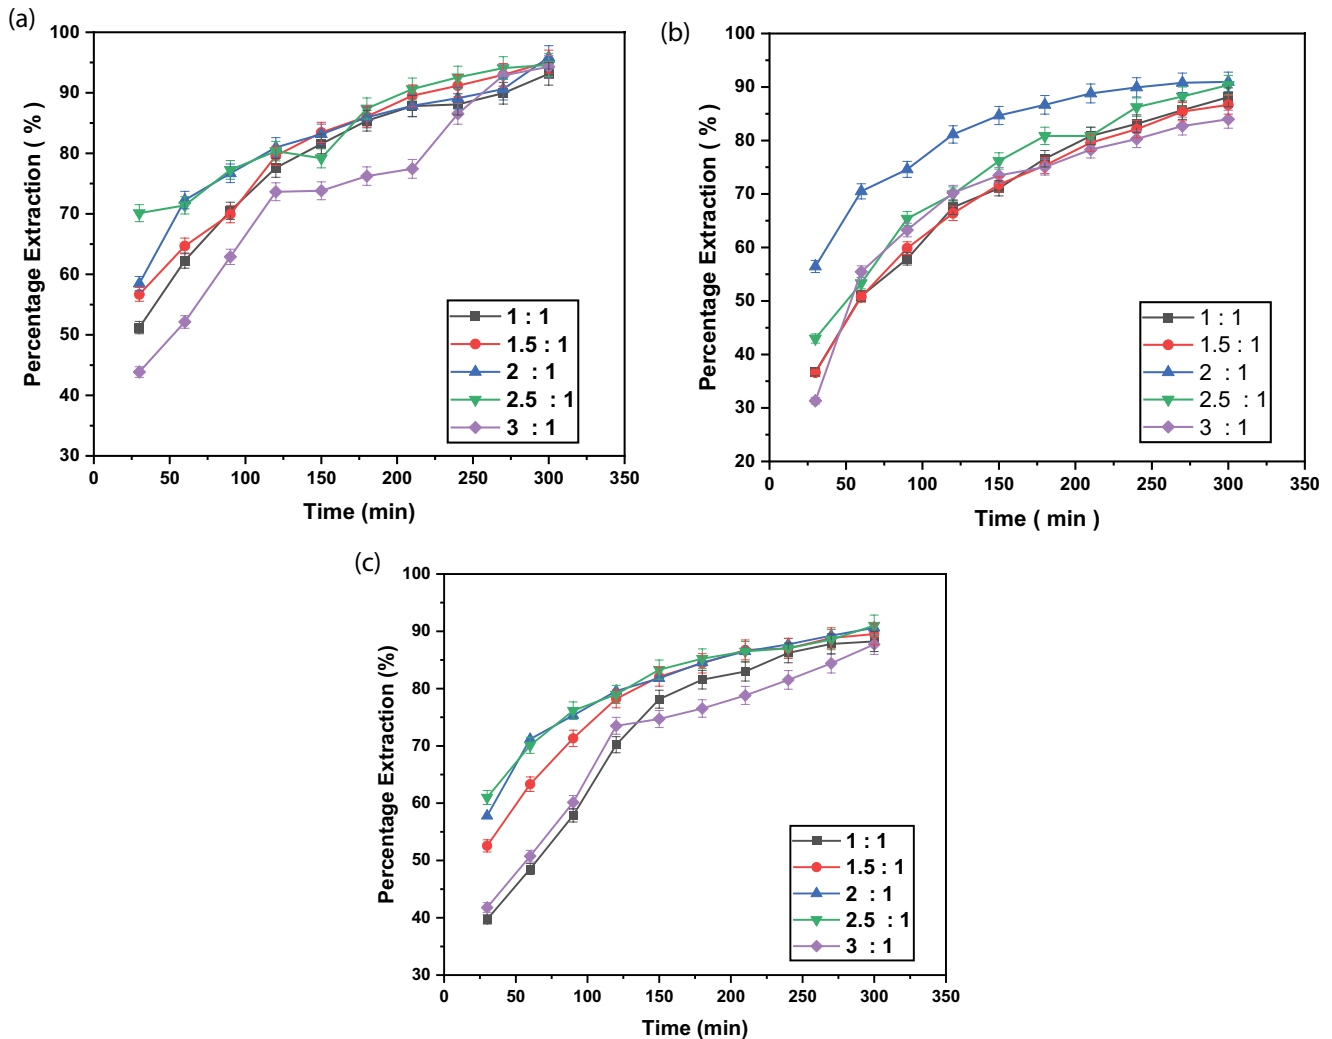 (a)
100
90
80
70
60
50
40
30
0 50 100 150 200 250 300 350
Percentage Extraction ( %)
Time (min)
1 : 1
1.5 : 1
2 : 1
2.5 : 1
3 : 1
(b)
100
90
80
70
60
50
40
30
20
0 50 100 150 200 250 300 350
Percentage Extraction ( % )
Time ( min )
1 : 1
1.5 : 1
2 : 1
2.5 : 1
3 : 1
(c)
100
90
80
70
60
50
40
30
0 50 100 150 200 250 300 350
Percentage Extraction (%)
Time (min)
1 : 1
1.5 : 1
2 : 1
2.5 : 1
3 : 1